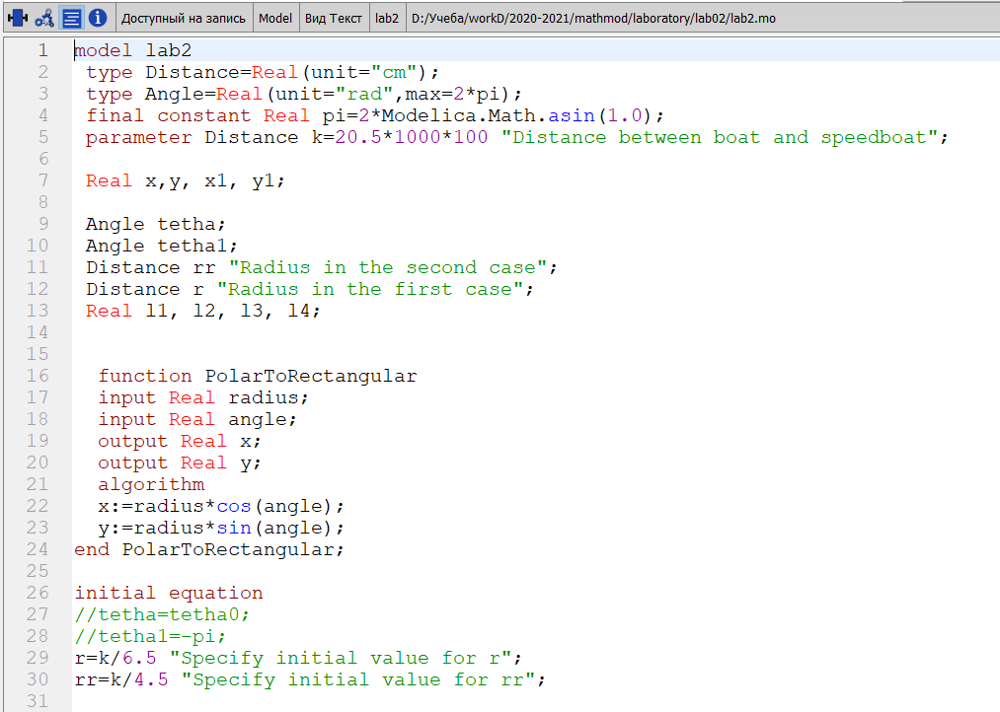 Доступный на запись Model Вид Текст lab2 D:/Учеба/workD/2020-2021/mathmod/laboratory/lab02/lab2.mo
1 model lab2
2 type Distance=Real(unit="cm");
3 type Angle=Real(unit="rad",max=2*pi);
4 final constant Real pi=2*Modelica.Math.asin(1.0);
5 parameter Distance k=20.5*1000*100 "Distance between boat and speedboat";
6
7 Real x,y, x1, y1;
8
9 Angle tetha;
10 Angle tetha1;
11 Distance rr "Radius in the second case";
12 Distance r "Radius in the first case";
13 Real l1, l2, l3, l4;
14
15
16 function PolarToRectangular
17 input Real radius;
18 input Real angle;
19 output Real x;
20 output Real y;
21 algorithm
22 x:=radius*cos(angle);
23 y:=radius*sin(angle);
24 end PolarToRectangular;
25
26 initial equation
27 //tetha=tetha0;
28 //tetha1=-pi;
29 r=k/6.5 "Specify initial value for r";
30 rr=k/4.5 "Specify initial value for rr";
31